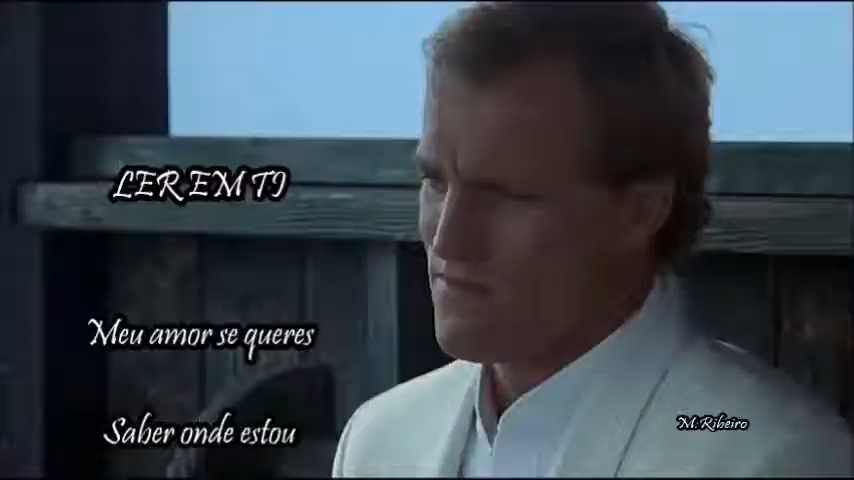 LER EM TI
Meu amor se queres
Saber onde estou
M.Ribeiro